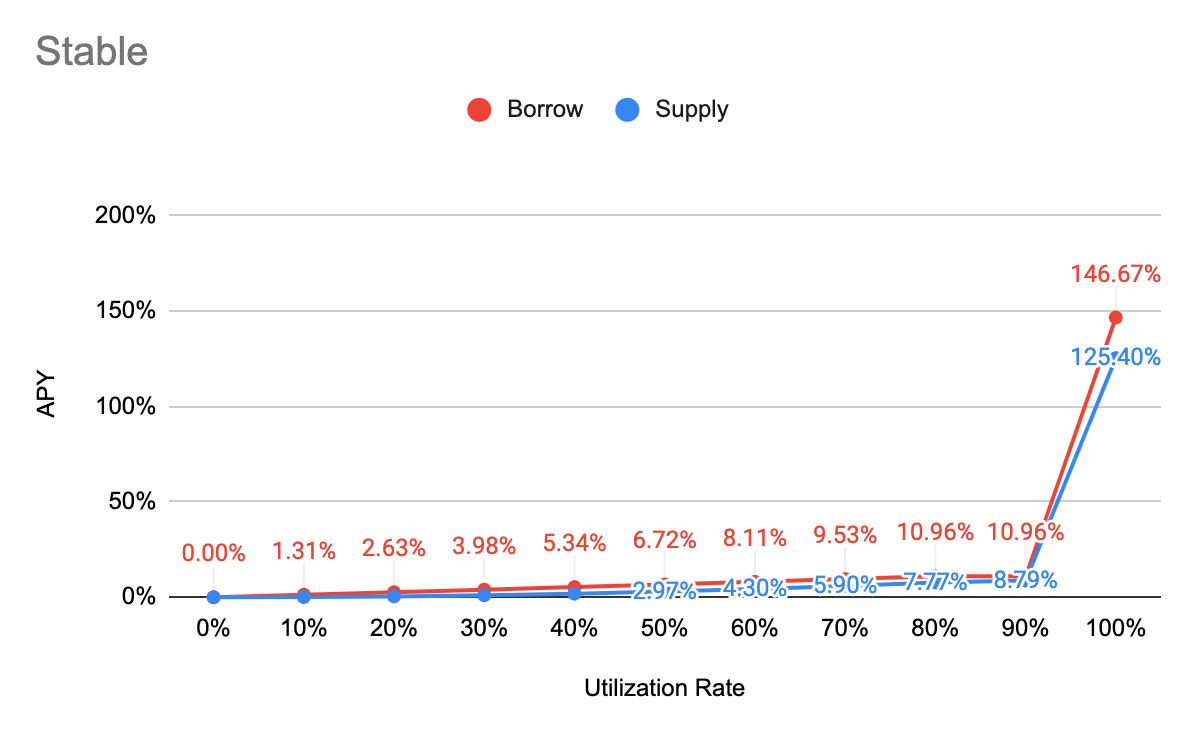 Stable
Borrow Supply
200%
150%
100%
50%
0%
APY
146.67%
125.40%
0.00% 1.31% 2.63% 3.98% 5.34% 6.72% 8.11% 9.53% 10.96% 10.96%
2.97% 4.30% 5.90% 7.77% 8.79%
0% 10% 20% 30% 40% 50% 60% 70% 80% 90% 100%
Utilization Rate